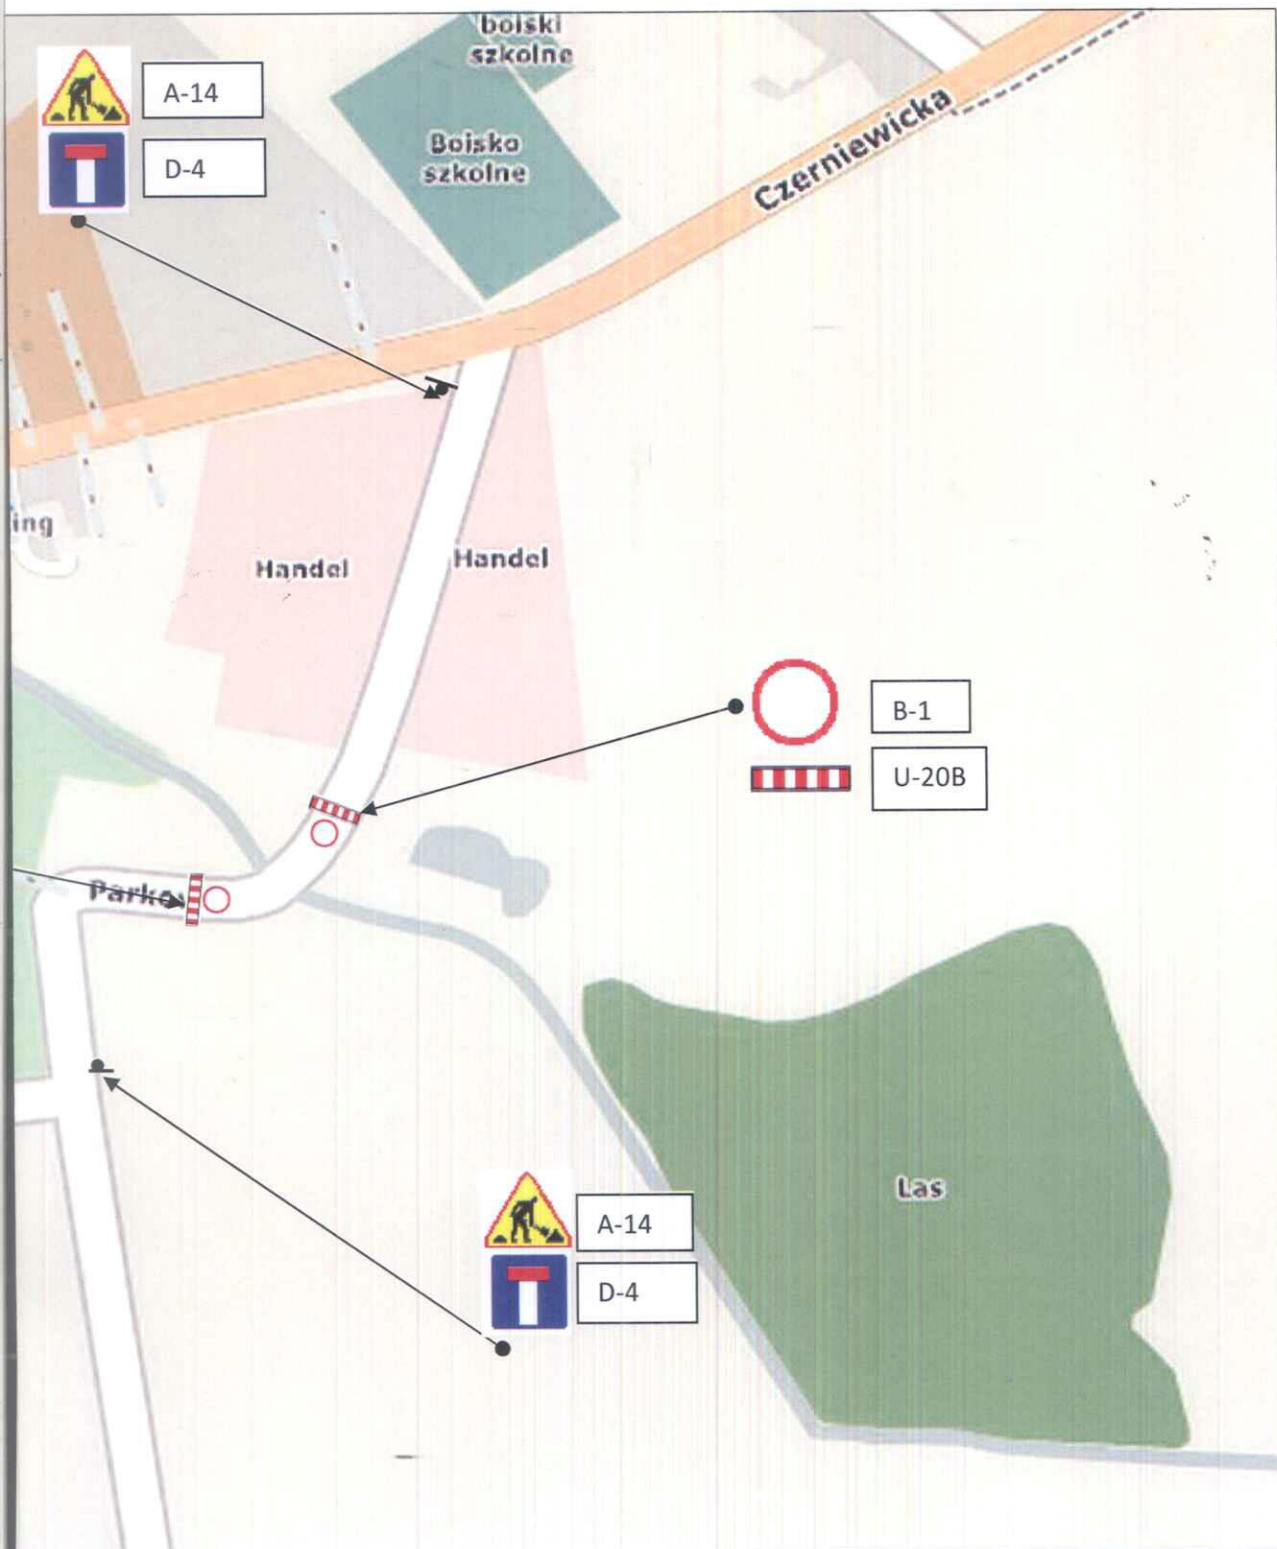 boiski
szkolne
A-14
D-4
Boisko
szkolne
Czerniewicka
ing
Handel
Handel
B-1
U-20B
Parko
A-14
D-4
Las